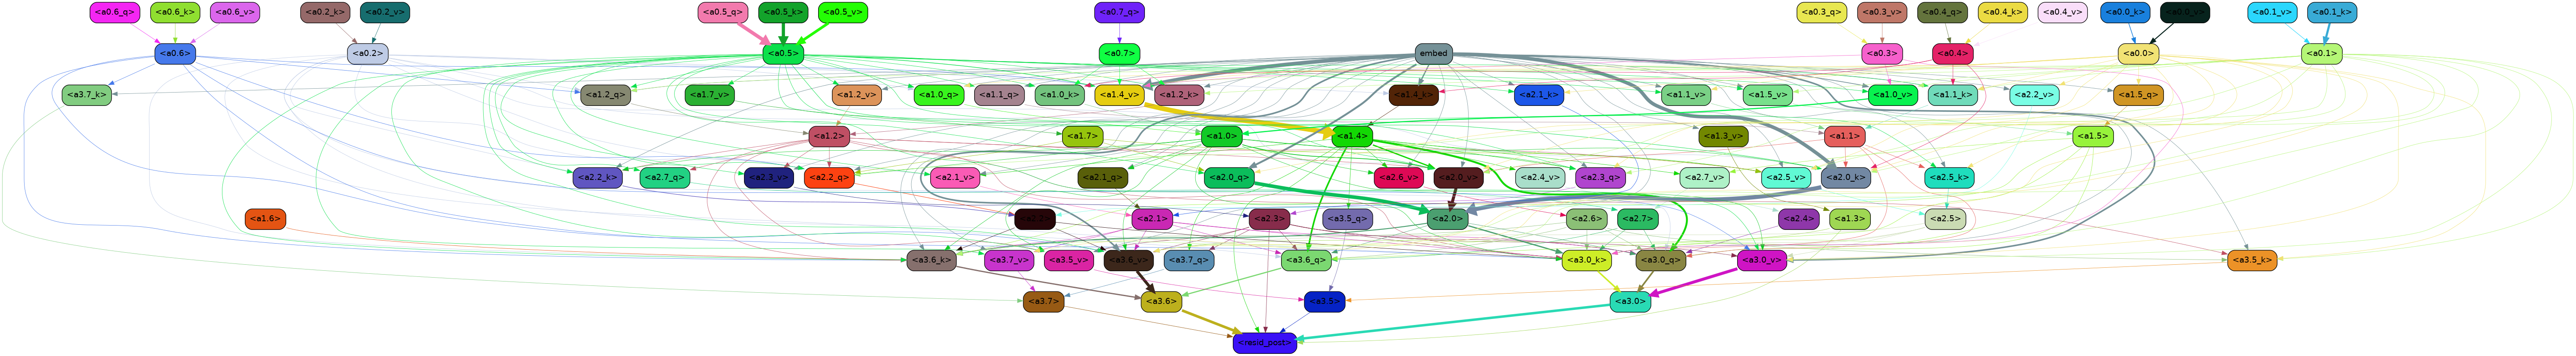 <a0.6_q> <a0.6_k> <a0.6_v> <a0.2_k> <a0.2_v> <a0.5_q> <a0.5_k> <a0.5_v> <a0.7_q> <a0.3_q> <a0.3_v> <a0.4_q> <a0.4_k> <a0.4_v> <a0.0_k> <a0.0_v> <a0.1_v> <a0.1_k>
<a0.6> <a0.2> <a0.5> <a0.7> embed <a0.3> <a0.4> <a0.0> <a0.1>
<a3.7_k> <a1.2_q> <a1.7_v> <a1.2_v> <a1.0_q> <a1.1_q> <a1.0_k> <a1.4_v> <a1.2_k> <a1.4_k> <a2.1_k> <a1.1_v> <a1.5_v> <a1.0_v> <a1.1_k> <a2.2_v> <a1.5_q>
<a1.2> <a1.7> <a1.0> <a1.4> <a1.3_v> <a1.1> <a1.5>
<a2.2_k> <a2.7_q> <a2.3_v> <a2.2_q> <a2.1_v> <a2.1_q> <a2.0_q> <a2.6_v> <a2.0_v> <a2.4_v> <a2.3_q> <a2.7_v> <a2.5_v> <a2.0_k> <a2.5_k>
<a1.6> <a2.2> <a2.1> <a2.3> <a3.5_q> <a2.0> <a2.6> <a2.7> <a2.4> <a1.3> <a2.5>
<a3.6_k> <a3.7_v> <a3.5_v> <a3.6_v> <a3.7_q> <a3.6_q> <a3.0_k> <a3.0_q> <a3.0_v> <a3.5_k>
<a3.7> <a3.6> <a3.5> <a3.0>
<resid_post>